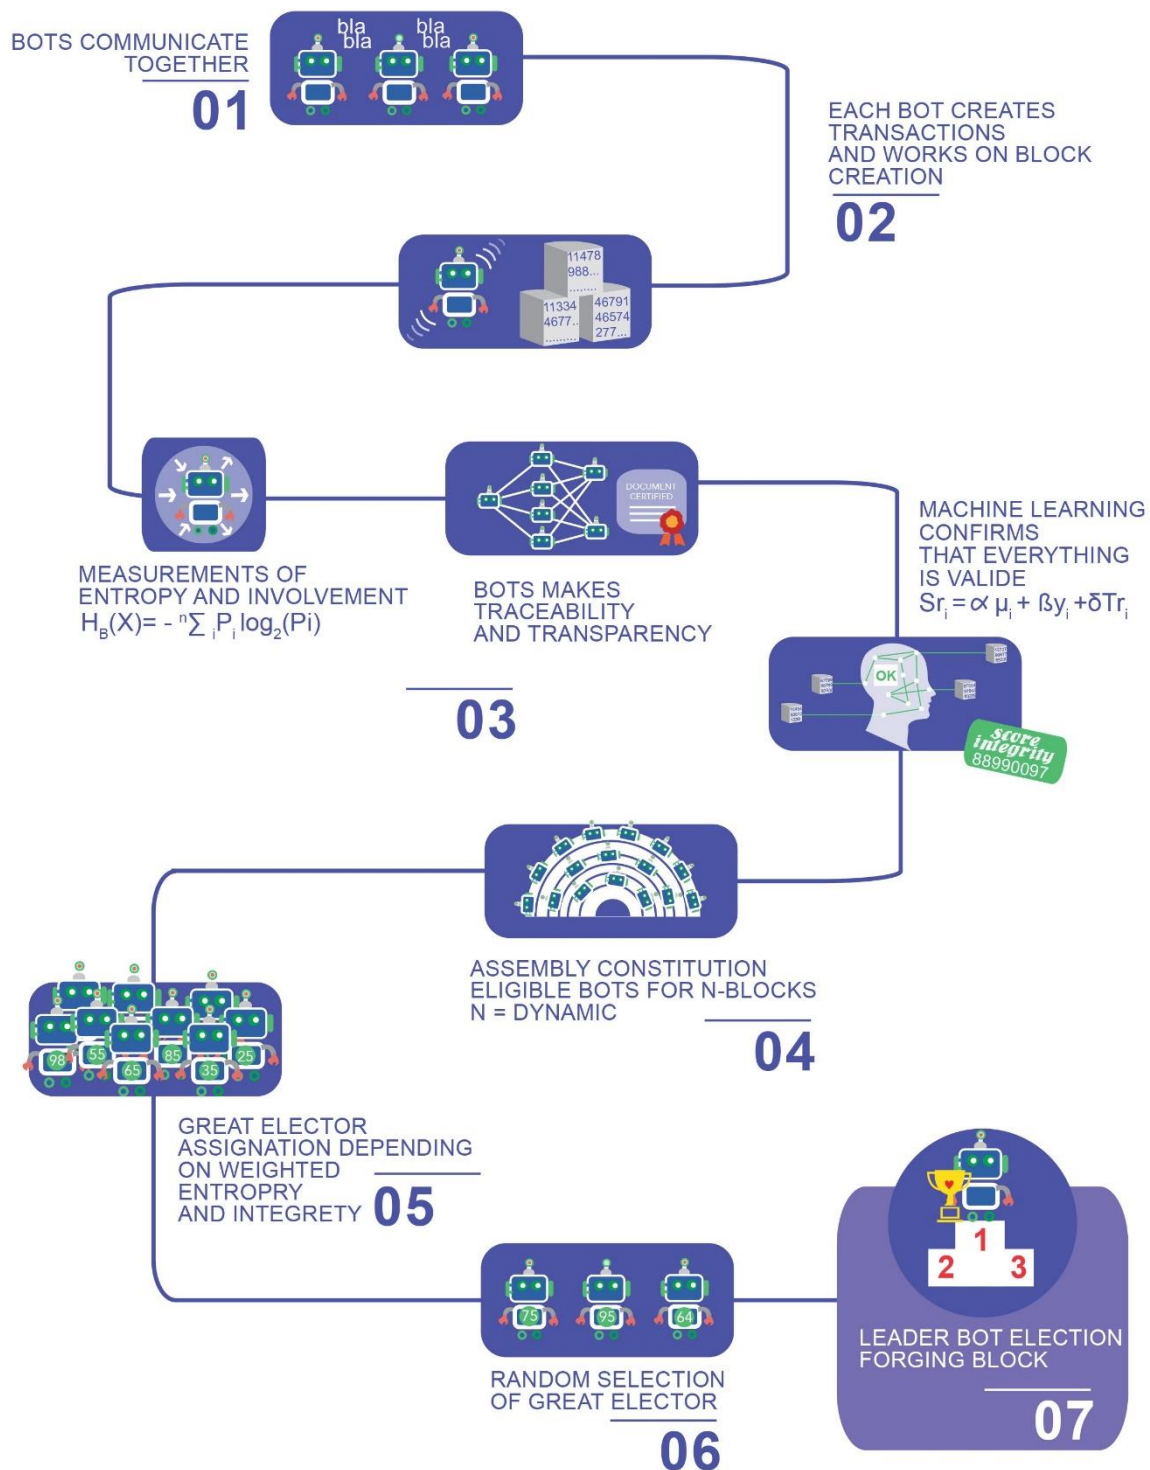 bla
bla
bla
bla
BOTS COMMUNICATE
TOGETHER
01
EACH BOT CREATES
TRANSACTIONS
AND WORKS ON BLOCK
CREATION
02
11478
988...
........
11334
4677..
.........
46791
46574
277...
........
DOCUMENT
CERTIFIED
MEASUREMENTS OF
ENTROPY AND INVOLVEMENT
H_B(X)= - ⁿ∑ ᵢ Pᵢ log₂(Pi)
BOTS MAKES
TRACEABILITY
AND TRANSPARENCY
03
MACHINE LEARNING
CONFIRMS
THAT EVERYTHING
IS VALIDE
Srᵢ = ∝ μᵢ + ßyᵢ +δTrᵢ
OK
score
integrity
88990097
ASSEMBLY CONSTITUTION
ELIGIBLE BOTS FOR N-BLOCKS
N = DYNAMIC
04
98 55 65 85 35 25
GREAT ELECTOR
ASSIGNATION DEPENDING
ON WEIGHTED
ENTROPRY
AND INTEGRETY
05
75 95 64
RANDOM SELECTION
OF GREAT ELECTOR
06
1
2 3
LEADER BOT ELECTION
FORGING BLOCK
07